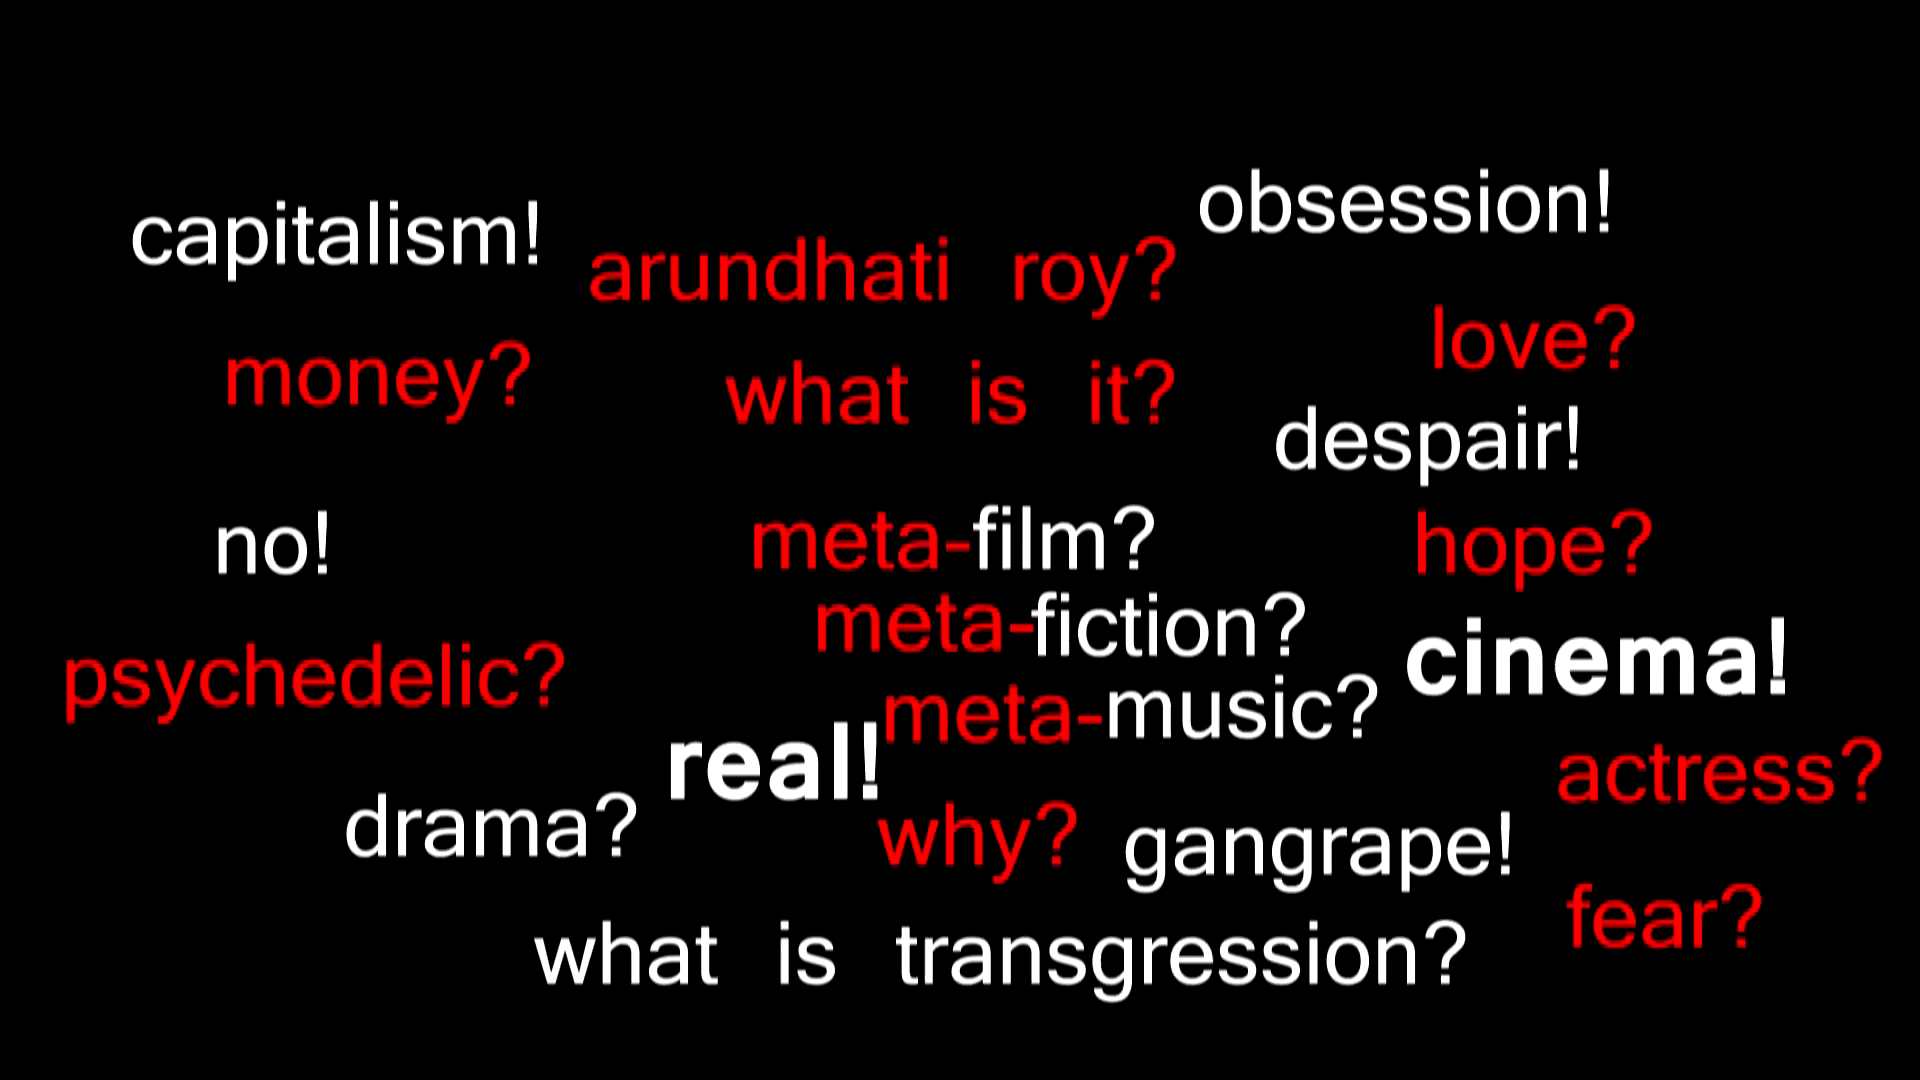 capitalism!
arundhati roy?
obsession!
money?
what is it?
love?
despair!
no!
meta-film?
hope?
meta-fiction?
psychedelic?
meta-music?
cinema!
real!
actress?
drama?
why?
gangrape!
fear?
what is transgression?